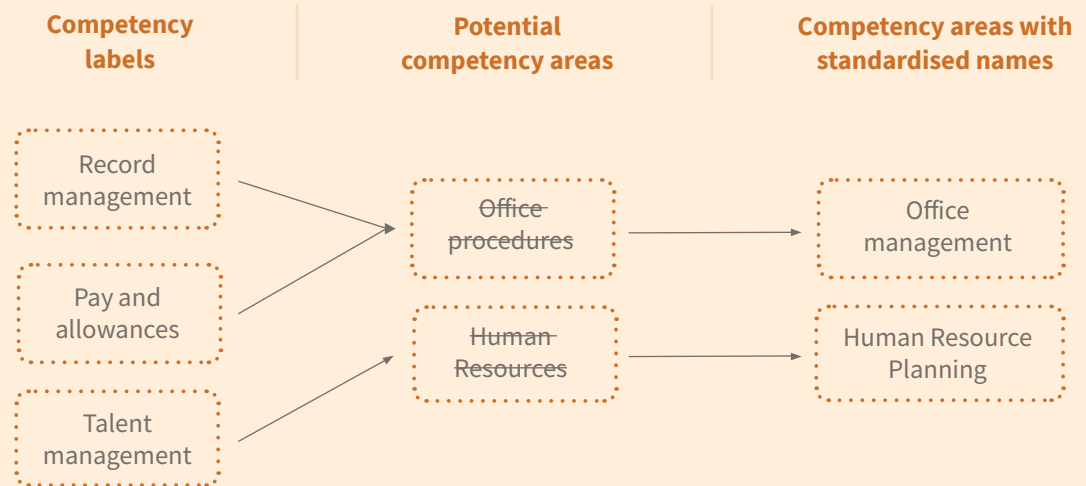 Competency
labels
Potential
competency areas
Competency areas with
standardised names
Record
management
Pay and
allowances
Talent
management
Office
procedures
Human
Resources
Office
management
Human Resource
Planning